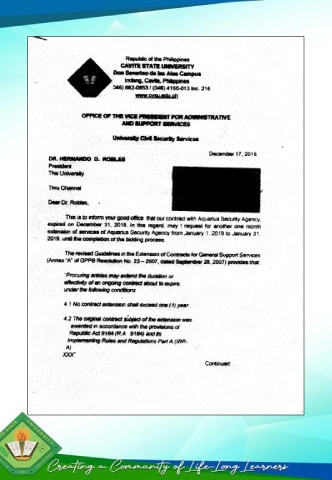 Republic of the Philippines
CAVITE STATE UNIVERSITY
Don Severino de las Alas Campus
Indang, Cavite, Philippines
(046) 862-0853 / (046) 4150-013 loc. 216
www.cvsu.edu.ph
OFFICE OF THE VICE PRESIDENT FOR ADMINISTRATIVE
AND SUPPORT SERVICES
University Civil Security Services
December 17, 2018
DR. HERNANDO D. ROBLES
President
This University
Thru Channel
Dear Dr. Robles,
This is to inform your good office that our contract with Aquarius Security Agency,
expired on December 31, 2018. In this regard, may I request for another one month
extension of services of Aquarius Security Agency from January 1, 2019 to January 31,
2019, until the completion of the bidding process.
The revised Guidelines in the Extension of Contracts for General Support Services
(Annex "A" of GPPB Resolution No. 23 – 2007, dated September 28, 2007) provides that:
"Procuring entities may extend the duration or
effectivity of an ongoing contract about to expire,
under the following conditions
4.1 No contract extension shall exceed one (1) year
4.2 The original contract subject of the extension was
awarded in accordance with the provisions of
Republic Act 9184 (R.A 9184) and its
Implementing Rules and Regulations Part A (IRR-
A)
XXX"
Continued
Creating a Community of Life-Long Learners